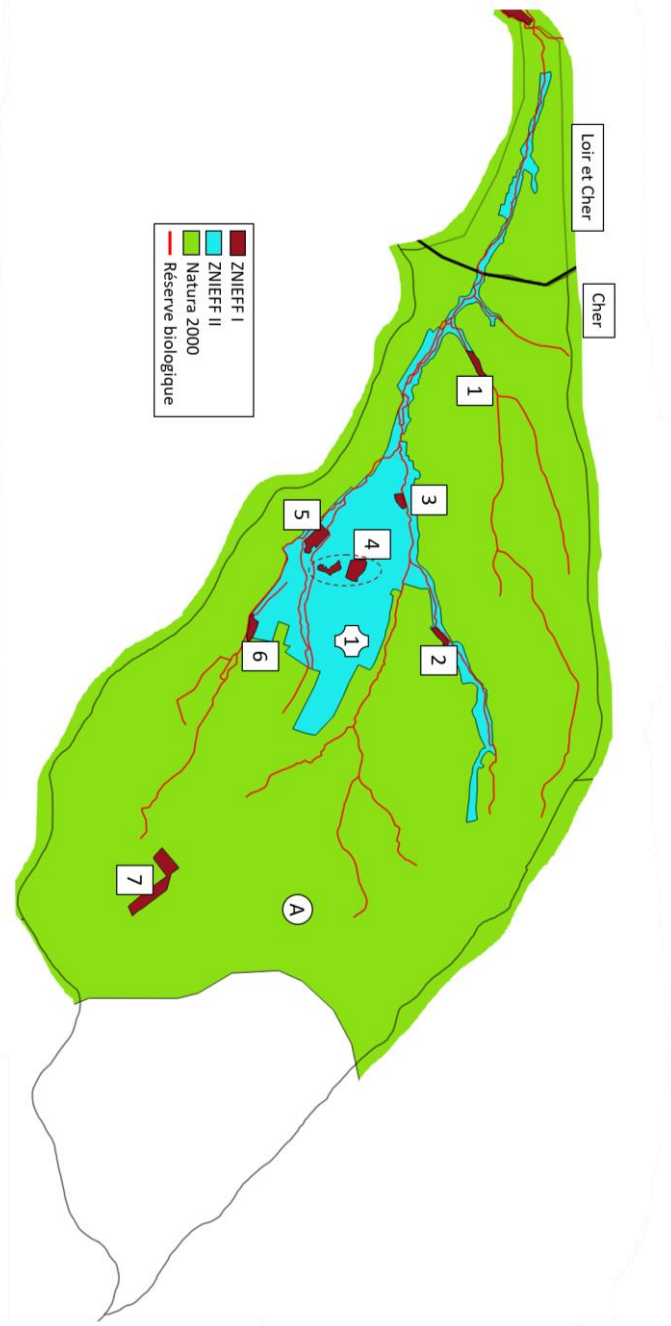 Loir et Cher
Cher
1
3
5
4
1
2
6
7
A
ZNIEFF I
ZNIEFF II
Natura 2000
Réserve biologique